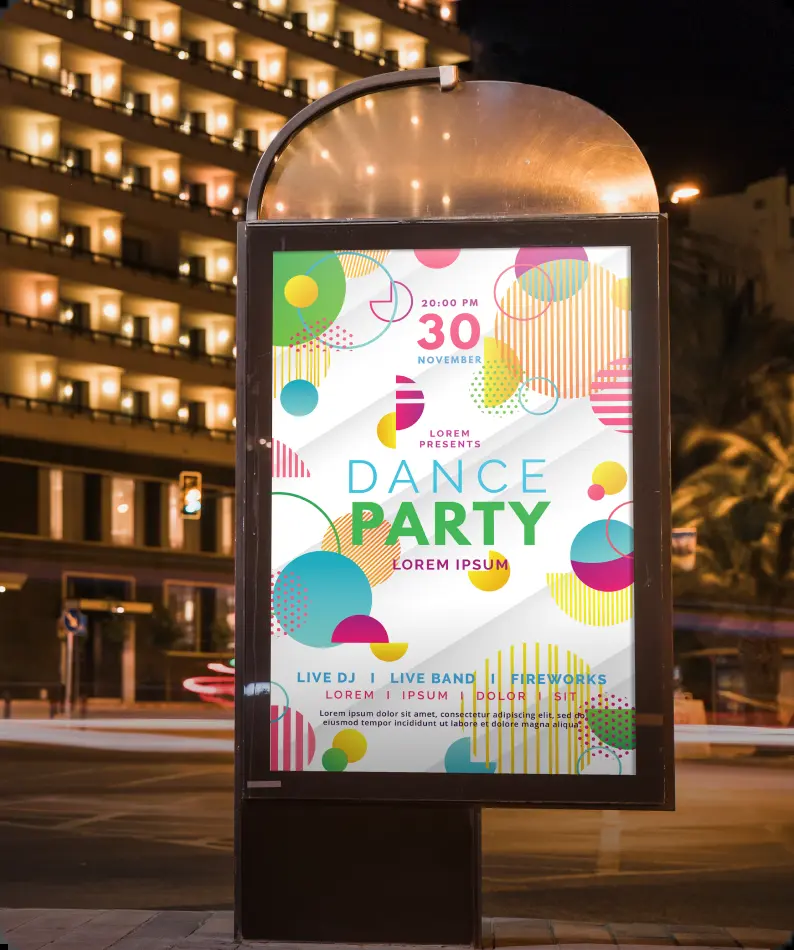 20:00 PM
30
NOVEMBER
LOREM
PRESENTS
DANCE
PARTY
LOREM IPSUM
LIVE DJ I LIVE BAND I FIREWORKS
LOREM I IPSUM I DOLOR I SIT
Lorem ipsum dolor sit amet, consectetur adipiscing elit, sed do
eiusmod tempor incididunt ut labore et dolore magna aliqua